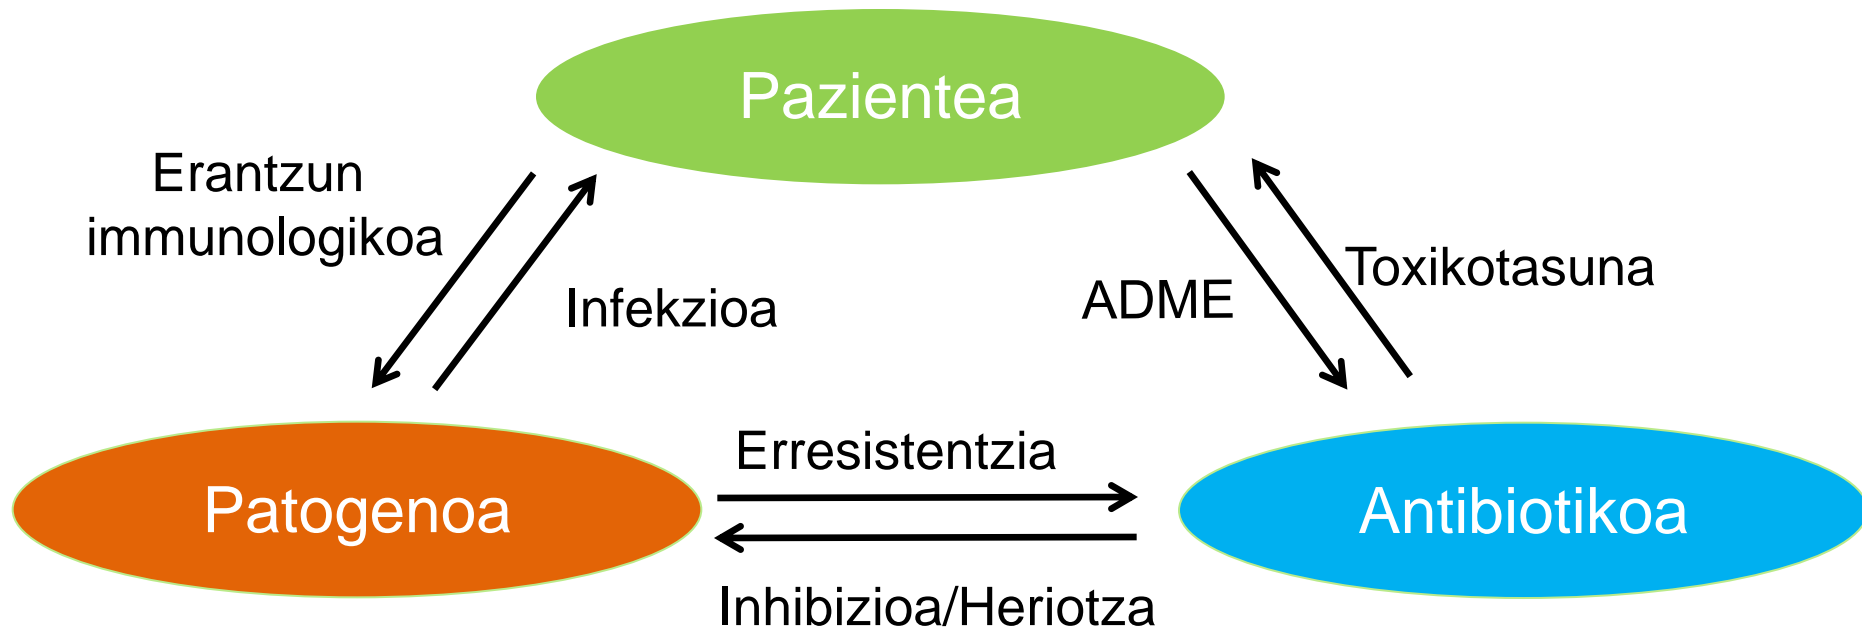 Pazientea
Erantzun
immunologikoa
Infekzioa
ADME
Toxikotasuna
Erresistentzia
Patogenoa
Antibiotikoa
Inhibizioa/Heriotza